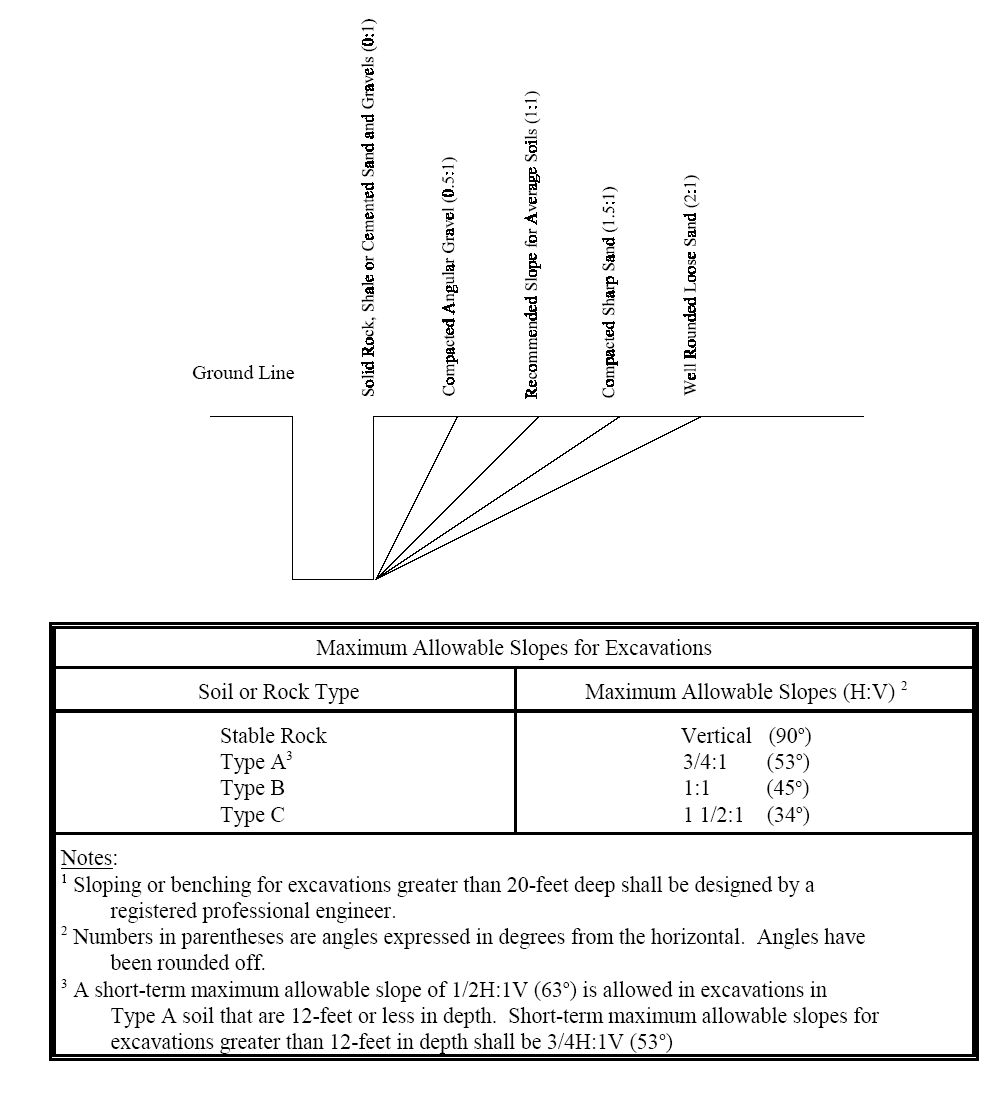 Solid Rock, Shale or Cemented Sand and Gravels (0:1)
Compacted Angular Gravel (0.5:1)
Recommended Slope for Average Soils (1:1)
Compacted Sharp Sand (1.5:1)
Well Rounded Loose Sand (2:1)
Ground Line
Maximum Allowable Slopes for Excavations
Soil or Rock Type Maximum Allowable Slopes (H:V) ²
Stable Rock Vertical (90º)
Type A³ 3/4:1 (53º)
Type B 1:1 (45º)
Type C 1 1/2:1 (34º)
Notes:
¹ Sloping or benching for excavations greater than 20-feet deep shall be designed by a
registered professional engineer.
² Numbers in parentheses are angles expressed in degrees from the horizontal. Angles have
been rounded off.
³ A short-term maximum allowable slope of 1/2H:1V (63º) is allowed in excavations in
Type A soil that are 12-feet or less in depth. Short-term maximum allowable slopes for
excavations greater than 12-feet in depth shall be 3/4H:1V (53º)